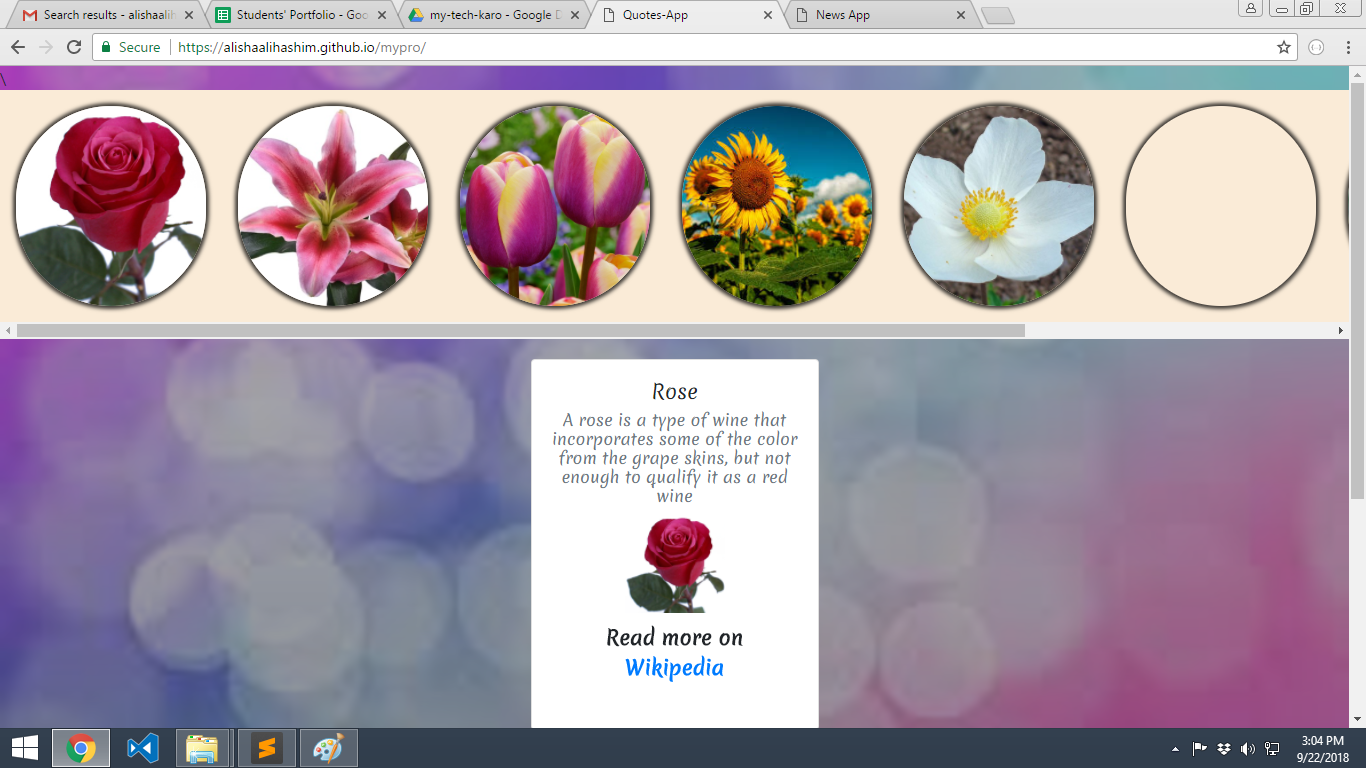 Search results - alishaalih
Students' Portfolio - Goo
my-tech-karo - Google D
Quotes-App
News App
Secure
https://alishaalihashim.github.io/mypro/
\
Rose
A rose is a type of wine that
incorporates some of the color
from the grape skins, but not
enough to qualify it as a red
wine
Read more on
Wikipedia
3:04 PM
9/22/2018